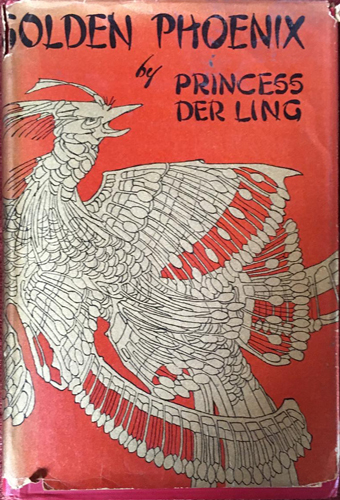 GOLDEN PHOENIX
by
PRINCESS
DER LING